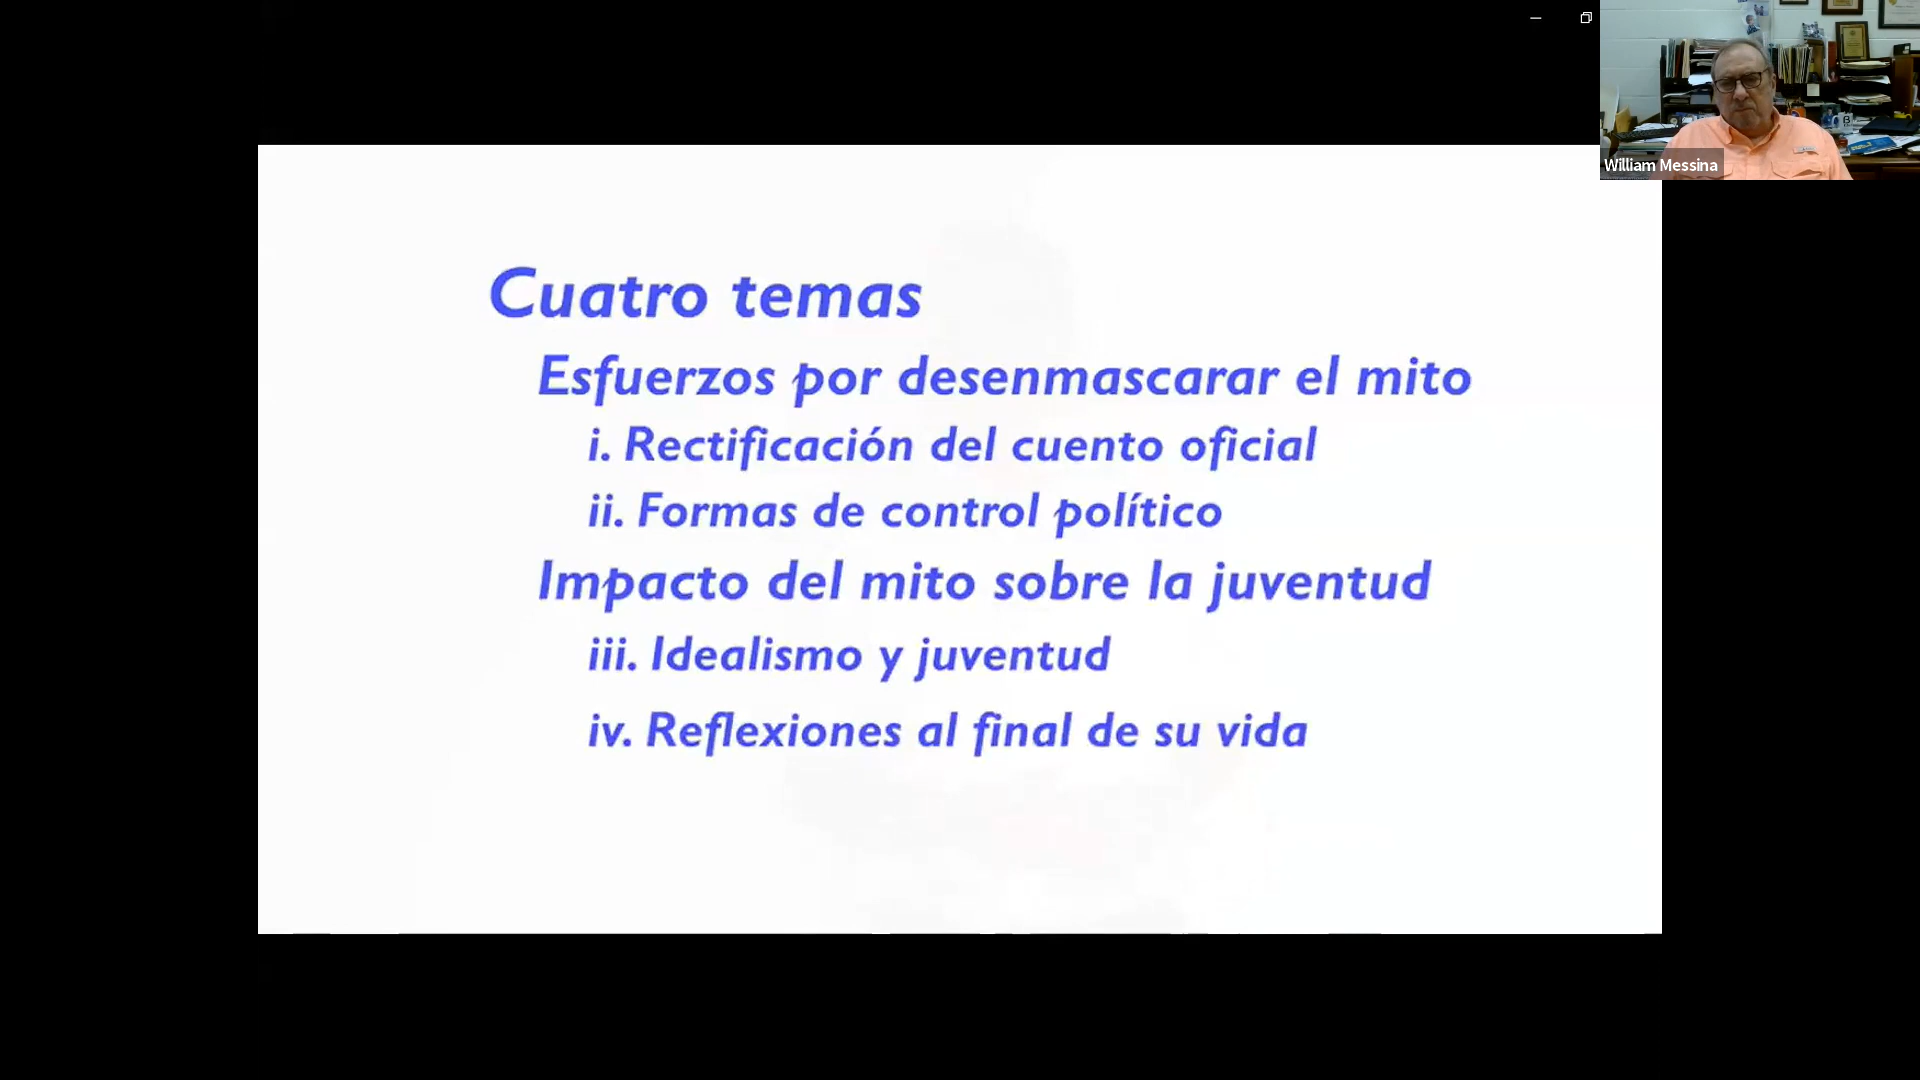 Cuatro temas
Esfuerzos por desenmascarar el mito
i. Rectificación del cuento oficial
ii. Formas de control político
Impacto del mito sobre la juventud
iii. Idealismo y juventud
iv. Reflexiones al final de su vida
William Messina